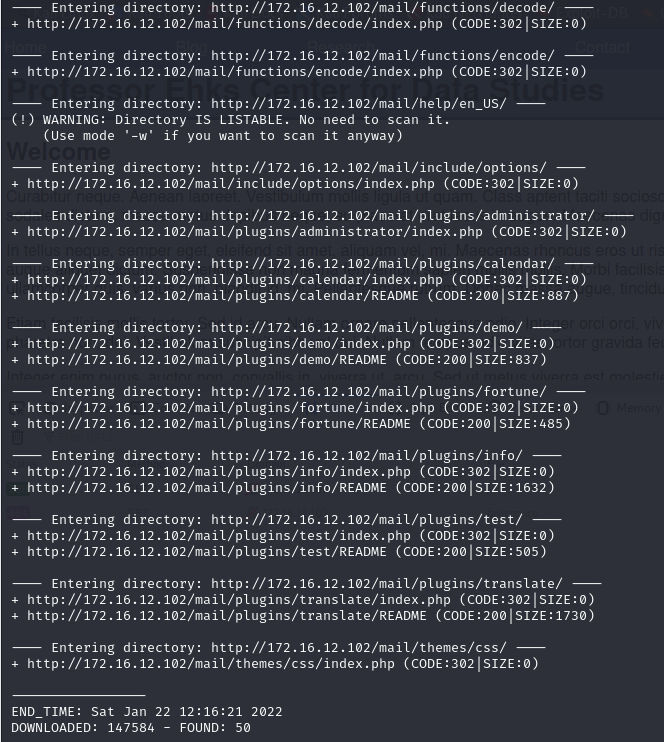 ---- Entering directory: http://172.16.12.102/mail/functions/decode/ ----
+ http://172.16.12.102/mail/functions/decode/index.php (CODE:302|SIZE:0)
---- Entering directory: http://172.16.12.102/mail/functions/encode/ ----
+ http://172.16.12.102/mail/functions/encode/index.php (CODE:302|SIZE:0)
---- Entering directory: http://172.16.12.102/mail/help/en_US/ ----
(!) WARNING: Directory IS LISTABLE. No need to scan it.
(Use mode '-w' if you want to scan it anyway)
---- Entering directory: http://172.16.12.102/mail/include/options/ ----
+ http://172.16.12.102/mail/include/options/index.php (CODE:302|SIZE:0)
---- Entering directory: http://172.16.12.102/mail/plugins/administrator/ ----
+ http://172.16.12.102/mail/plugins/administrator/index.php (CODE:302|SIZE:0)
---- Entering directory: http://172.16.12.102/mail/plugins/calendar/ ----
+ http://172.16.12.102/mail/plugins/calendar/index.php (CODE:302|SIZE:0)
+ http://172.16.12.102/mail/plugins/calendar/README (CODE:200|SIZE:887)
---- Entering directory: http://172.16.12.102/mail/plugins/demo/ ----
+ http://172.16.12.102/mail/plugins/demo/index.php (CODE:302|SIZE:0)
+ http://172.16.12.102/mail/plugins/demo/README (CODE:200|SIZE:837)
---- Entering directory: http://172.16.12.102/mail/plugins/fortune/ ----
+ http://172.16.12.102/mail/plugins/fortune/index.php (CODE:302|SIZE:0)
+ http://172.16.12.102/mail/plugins/fortune/README (CODE:200|SIZE:485)
---- Entering directory: http://172.16.12.102/mail/plugins/info/ ----
+ http://172.16.12.102/mail/plugins/info/index.php (CODE:302|SIZE:0)
+ http://172.16.12.102/mail/plugins/info/README (CODE:200|SIZE:1632)
---- Entering directory: http://172.16.12.102/mail/plugins/test/ ----
+ http://172.16.12.102/mail/plugins/test/index.php (CODE:302|SIZE:0)
+ http://172.16.12.102/mail/plugins/test/README (CODE:200|SIZE:505)
---- Entering directory: http://172.16.12.102/mail/plugins/translate/ ----
+ http://172.16.12.102/mail/plugins/translate/index.php (CODE:302|SIZE:0)
+ http://172.16.12.102/mail/plugins/translate/README (CODE:200|SIZE:1730)
---- Entering directory: http://172.16.12.102/mail/themes/css/ ----
+ http://172.16.12.102/mail/themes/css/index.php (CODE:302|SIZE:0)
-----------------
END_TIME: Sat Jan 22 12:16:21 2022
DOWNLOADED: 147584 - FOUND: 50
Home Blog Research Contact
Professor Ehks Center for Data Studies
Welcome